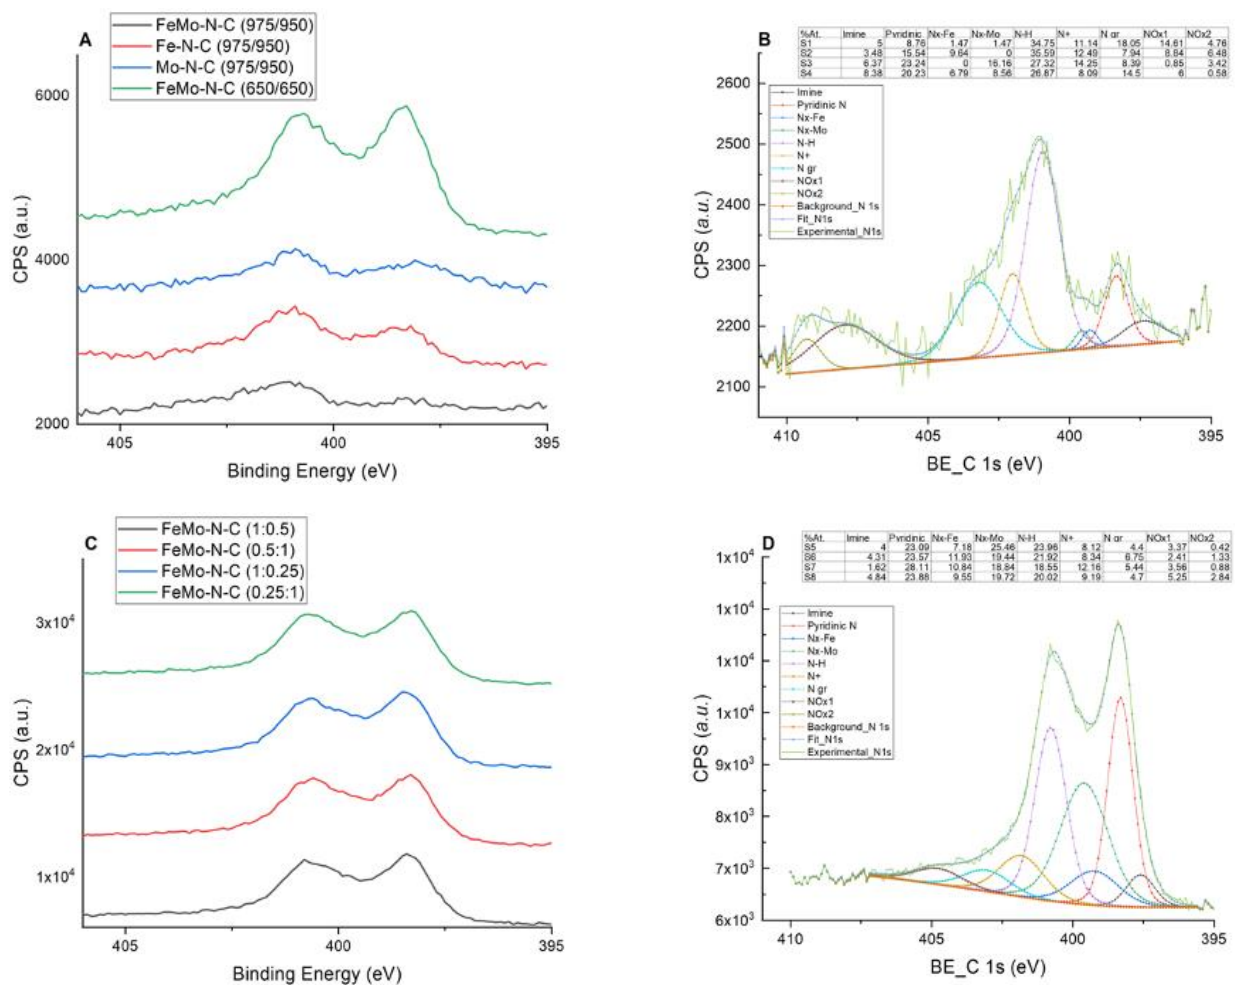 A
FeMo-N-C (975/950)
Fe-N-C (975/950)
Mo-N-C (975/950)
FeMo-N-C (650/650)
6000
4000
2000
CPS (a.u.)
405
400
395
Binding Energy (eV)
B
%At. Imine Pyridinic Nx-Fe Nx-Mo N-H N+ N gr NOx1 NOx2
S1 5 8.76 1.47 1.47 34.75 11.14 18.05 14.61 4.76
S2 3.48 15.54 9.64 0 35.59 12.49 7.94 8.84 6.48
S3 6.37 23.24 0 16.16 27.32 14.25 8.39 0.85 3.42
S4 8.38 20.23 6.79 8.56 26.87 8.09 14.5 6 0.58
Imine
Pyridinic N
Nx-Fe
Nx-Mo
N-H
N+
N gr
NOx1
NOx2
Background_N 1s
Fit_N1s
Experimental_N1s
2600
2500
2400
2300
2200
2100
CPS (a.u.)
410
405
400
395
BE_C 1s (eV)
C
FeMo-N-C (1:0.5)
FeMo-N-C (0.5:1)
FeMo-N-C (1:0.25)
FeMo-N-C (0.25:1)
3x10⁴
2x10⁴
1x10⁴
CPS (a.u.)
405
400
395
Binding Energy (eV)
D
%At. Imine Pyridinic Nx-Fe Nx-Mo N-H N+ N gr NOx1 NOx2
S5 4 23.09 7.18 25.46 23.96 8.12 4.4 3.37 0.42
S6 4.31 23.57 11.93 19.44 21.92 8.34 6.75 2.41 1.33
S7 1.62 28.11 10.84 18.84 18.55 12.16 5.44 3.56 0.88
S8 4.84 23.88 9.55 19.72 20.02 9.19 4.7 5.25 2.84
Imine
Pyridinic N
Nx-Fe
Nx-Mo
N-H
N+
N gr
NOx1
NOx2
Background_N 1s
Fit_N1s
Experimental_N1s
1x10⁴
1x10⁴
1x10⁴
1x10⁴
9x10³
8x10³
7x10³
6x10³
CPS (a.u.)
410
405
400
395
BE_C 1s (eV)